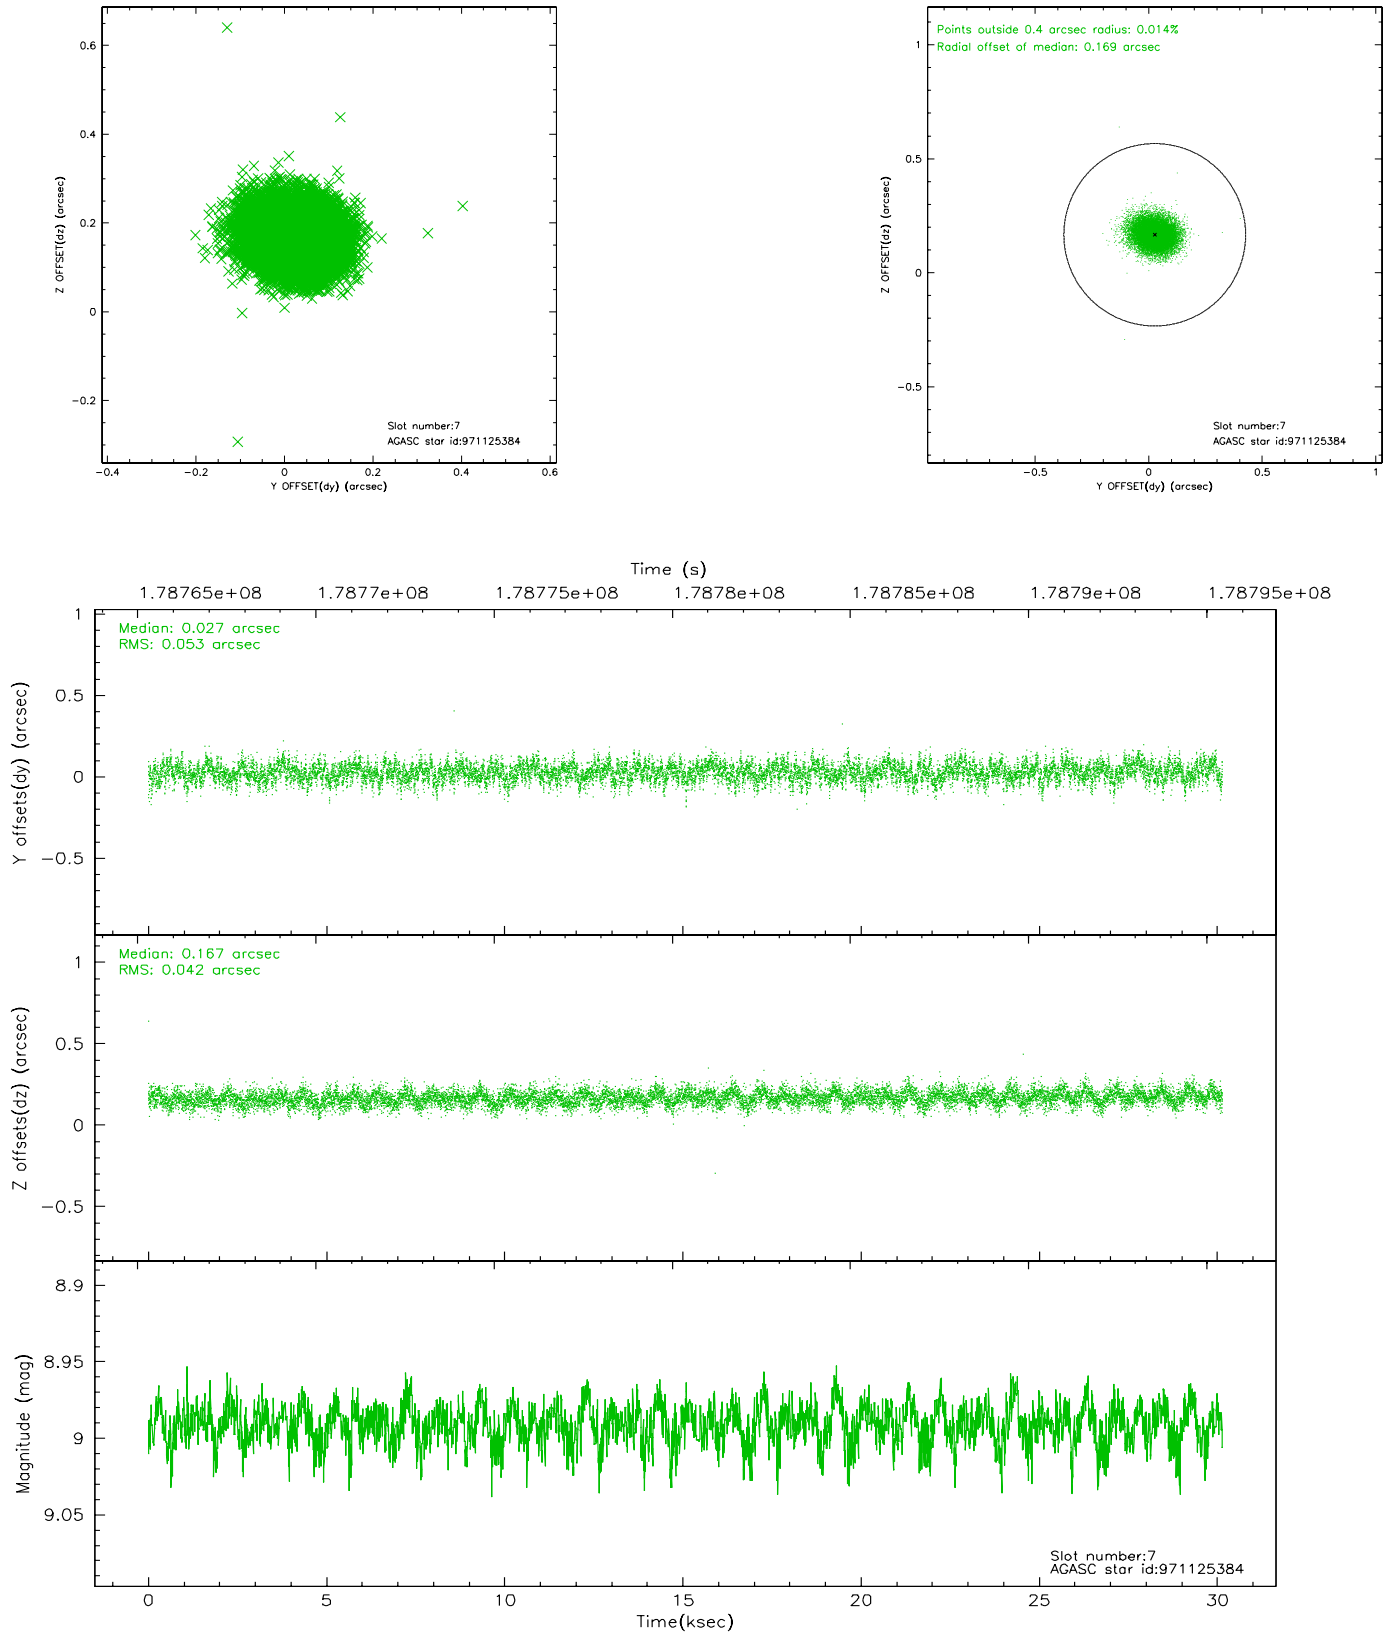 0.6
0.4
0.2
0
−0.2
Z OFFSET(dz) (arcsec)
Slot number:7
AGASC star id:971125384
−0.4 −0.2 0 0.2 0.4 0.6
Y OFFSET(dy) (arcsec)
Points outside 0.4 arcsec radius: 0.014%
Radial offset of median: 0.169 arcsec
1
0.5
0
−0.5
Z OFFSET(dz) (arcsec)
Slot number:7
AGASC star id:971125384
−0.5 0 0.5 1
Y OFFSET(dy) (arcsec)
Time (s)
1.78765e+08 1.7877e+08 1.78775e+08 1.7878e+08 1.78785e+08 1.7879e+08 1.78795e+08
Median: 0.027 arcsec
RMS: 0.053 arcsec
1
0.5
0
−0.5
Y offsets(dy) (arcsec)
Median: 0.167 arcsec
RMS: 0.042 arcsec
1
0.5
0
−0.5
Z offsets(dz) (arcsec)
8.9
8.95
9
9.05
Magnitude (mag)
Slot number:7
AGASC star id:971125384
0 5 10 15 20 25 30
Time(ksec)